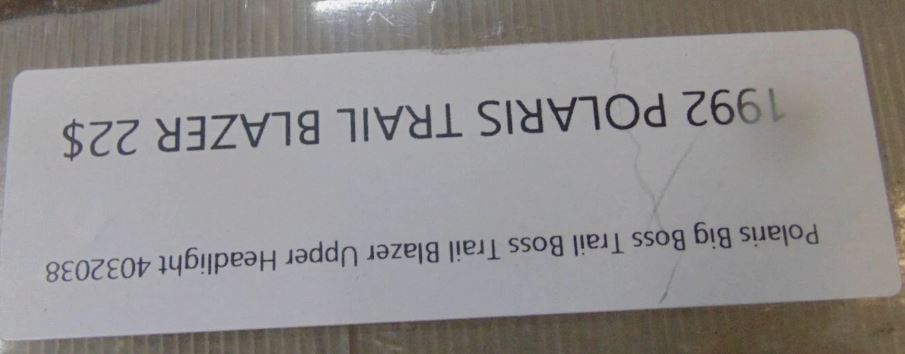 Polaris Big Boss Trail Boss Trail Blazer Upper Headlight 4032038
1992 POLARIS TRAIL BLAZER 22$